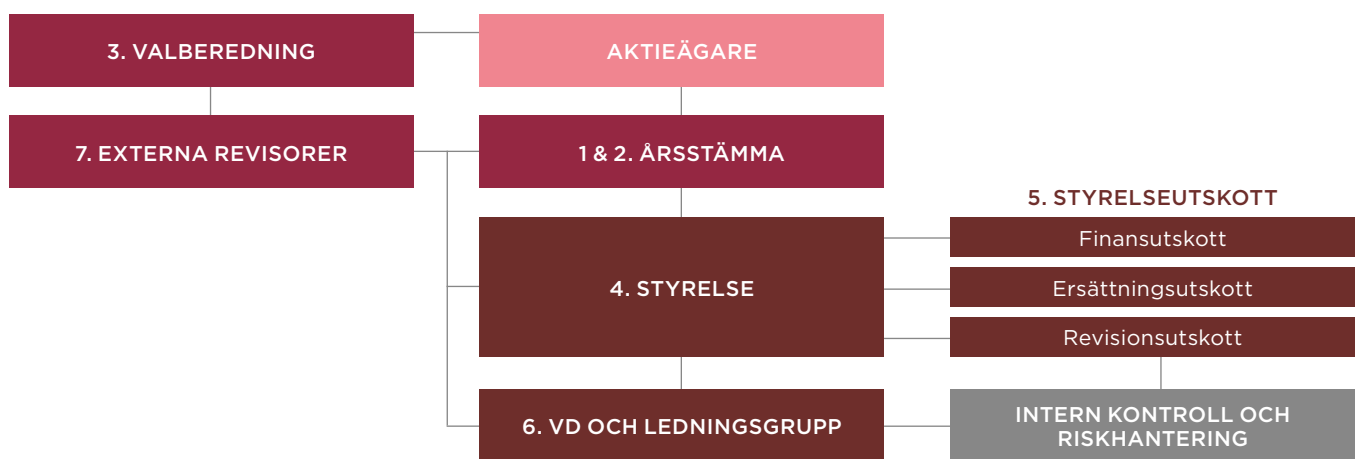 3. VALBEREDNING
AKTIEÄGARE
7. EXTERNA REVISORER
1 & 2. ÅRSSTÄMMA
5. STYRELSEUTSKOTT
Finansutskott
4. STYRELSE
Ersättningsutskott
Revisionsutskott
6. VD OCH LEDNINGSGRUPP
INTERN KONTROLL OCH
RISKHANTERING